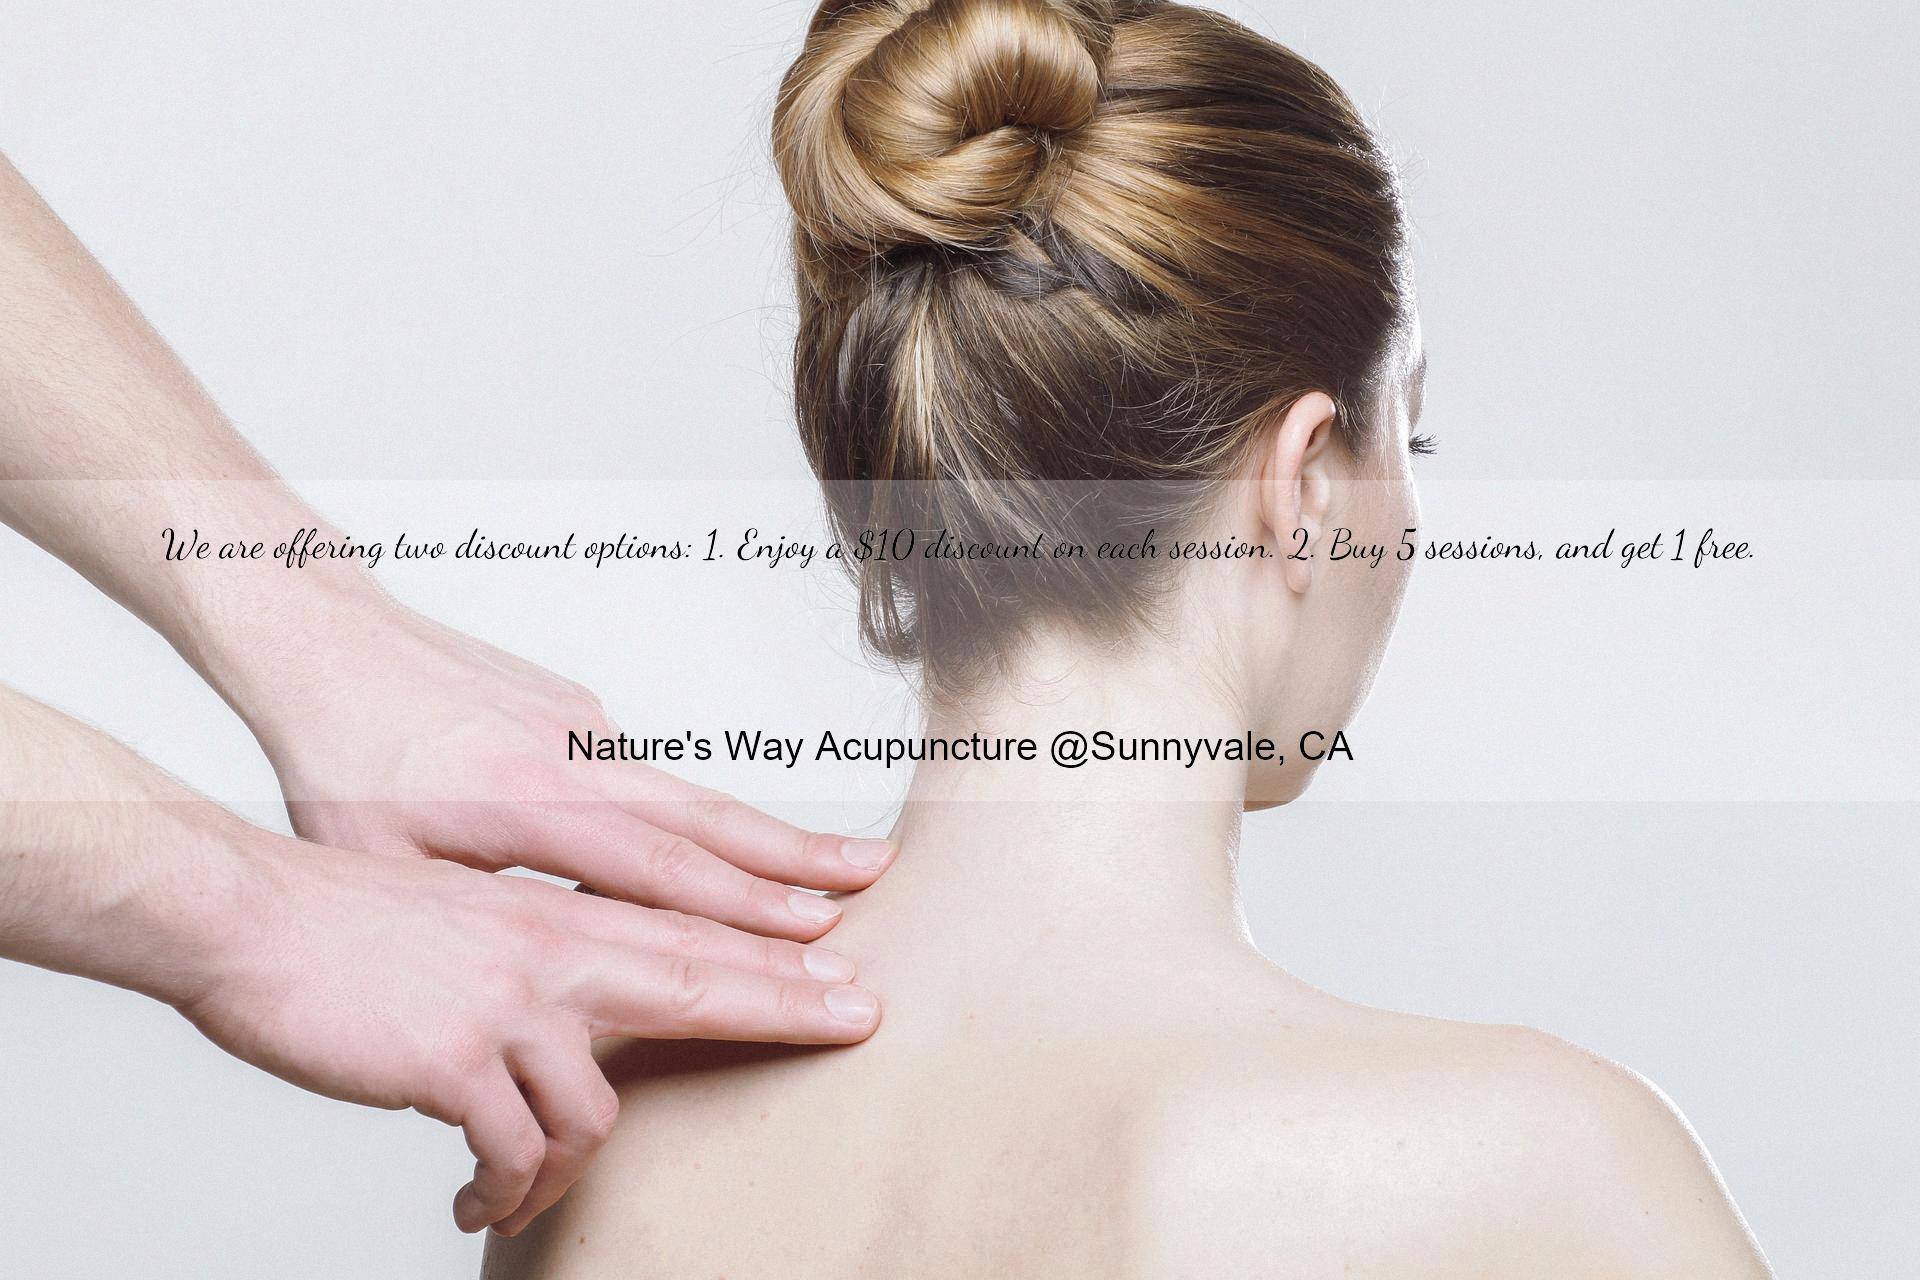 We are offering two discount options: 1. Enjoy a $10 discount on each session. 2. Buy 5 sessions, and get 1 free.
Nature's Way Acupuncture @Sunnyvale, CA